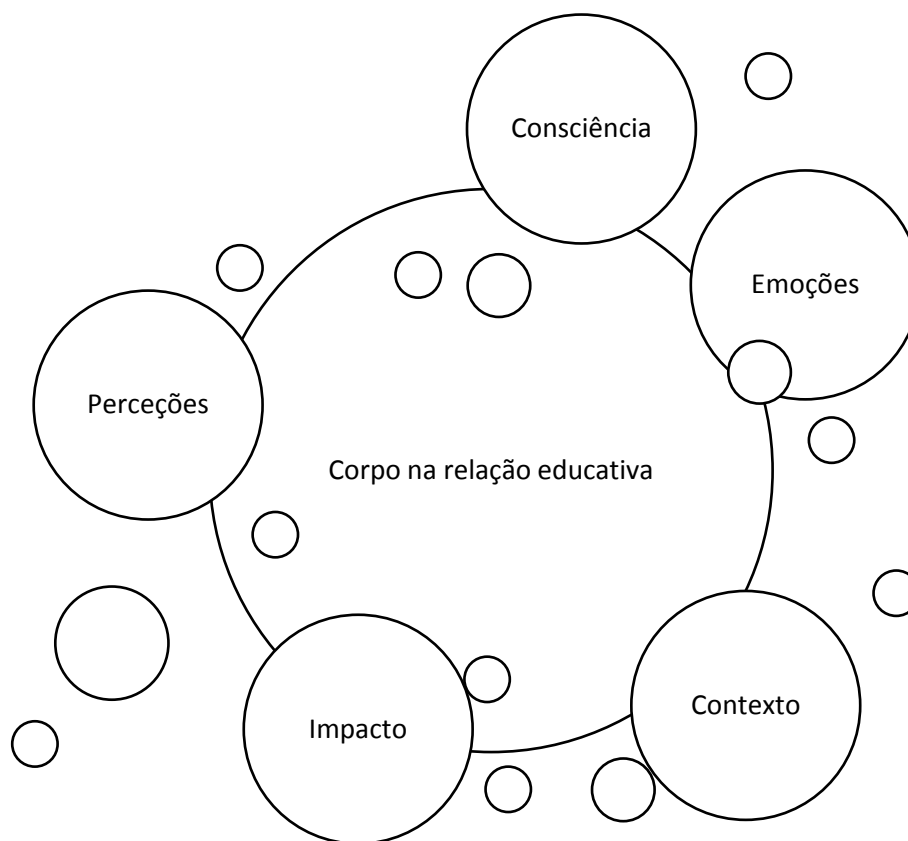 Consciência
Emoções
Perceções
Corpo na relação educativa
Impacto
Contexto